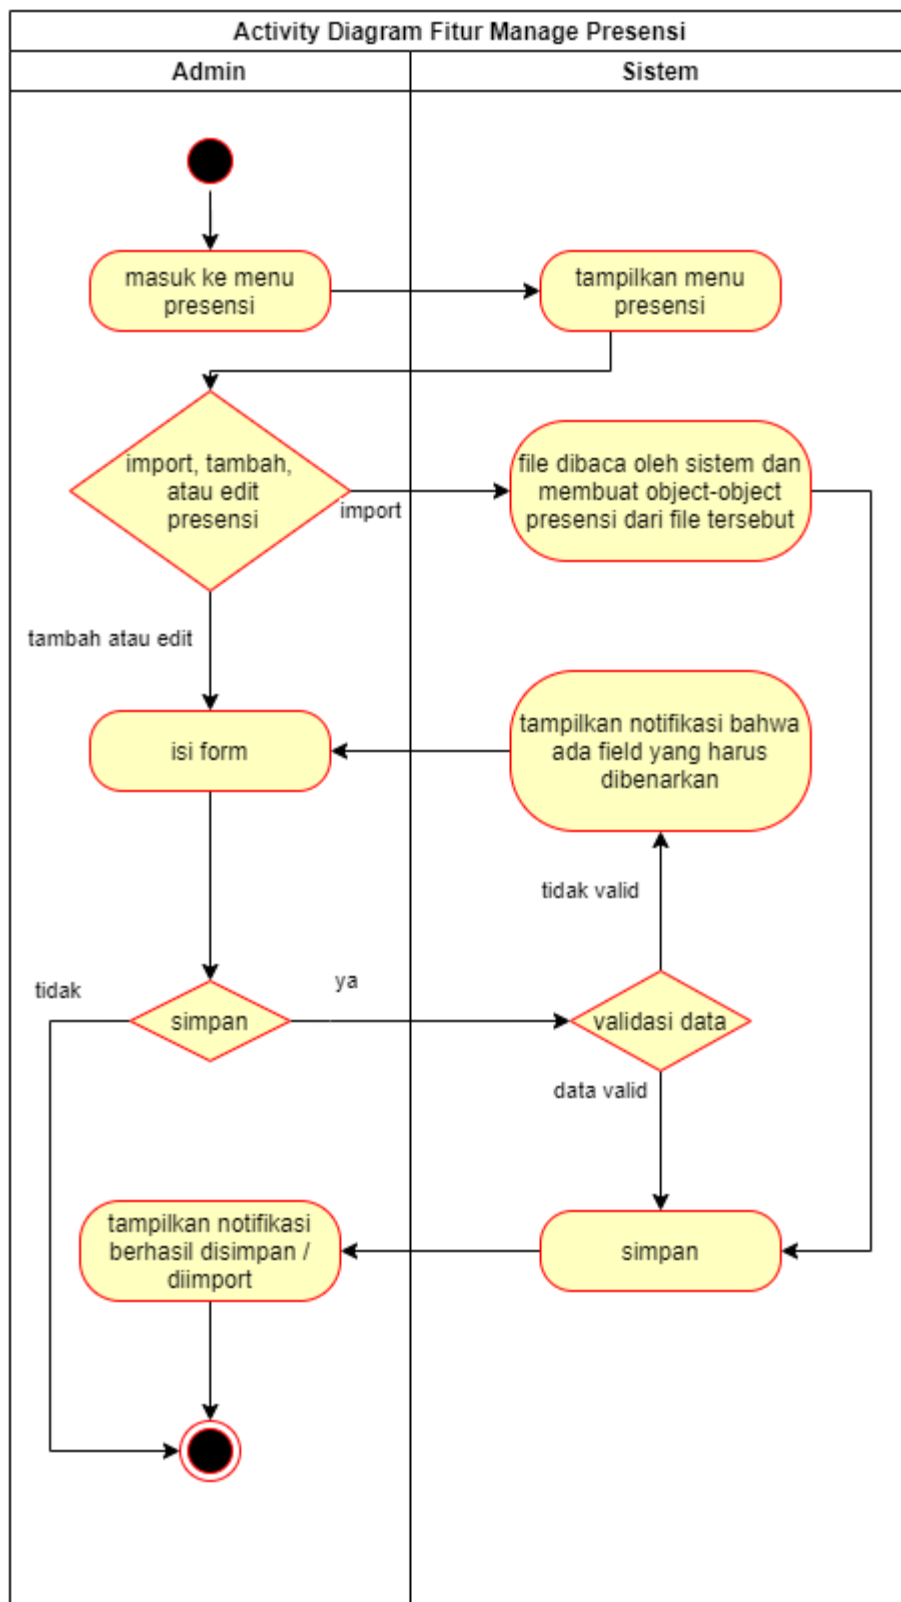 Activity Diagram Fitur Manage Presensi
Admin
Sistem
masuk ke menu
presensi
tampilkan menu
presensi
import, tambah,
atau edit
presensi
import
file dibaca oleh sistem dan
membuat object-object
presensi dari file tersebut
tambah atau edit
isi form
tampilkan notifikasi bahwa
ada field yang harus
dibenarkan
tidak valid
tidak
simpan
ya
validasi data
data valid
tampilkan notifikasi
berhasil disimpan /
diimport
simpan